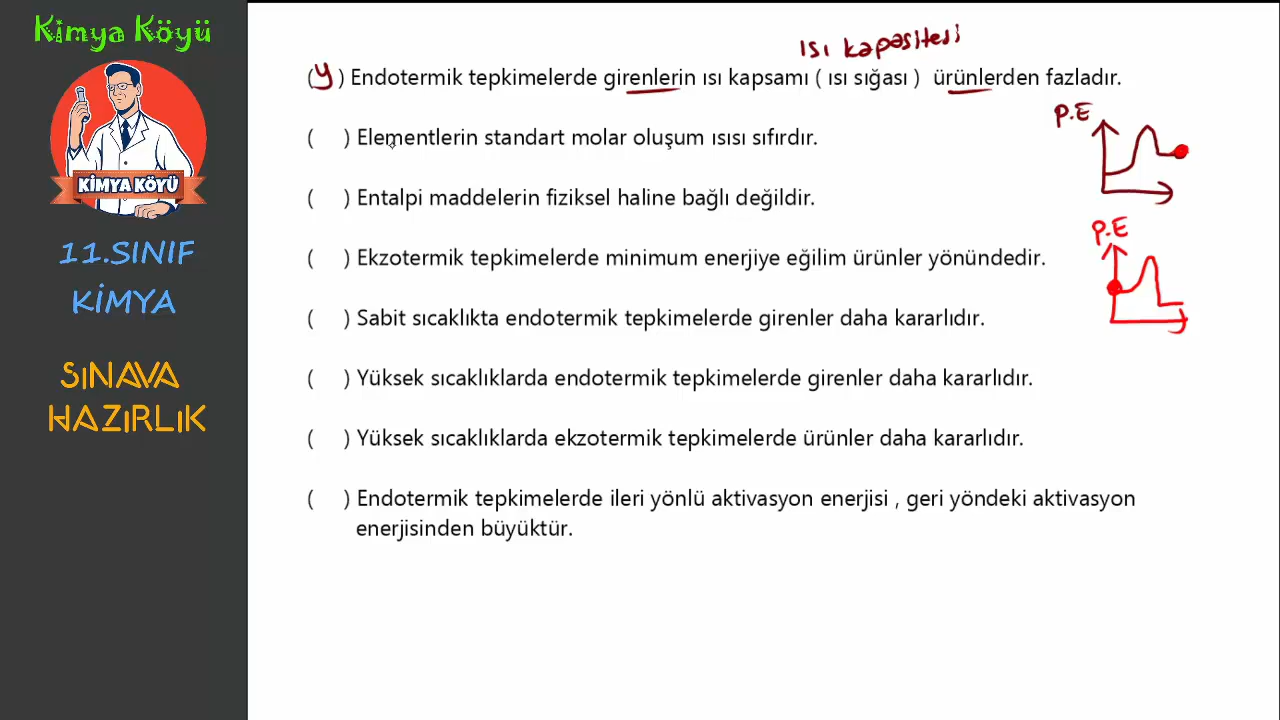 Kimya Köyü
KİMYA KÖYÜ
11.SINIF
KİMYA
SINAVA
HAZIRLIK
ısı kapasitesi
( y ) Endotermik tepkimelerde girenlerin ısı kapsamı ( ısı sığası ) ürünlerden fazladır.
P.E
( ) Elementlerin standart molar oluşum ısısı sıfırdır.
( ) Entalpi maddelerin fiziksel haline bağlı değildir.
P.E
( ) Ekzotermik tepkimelerde minimum enerjiye eğilim ürünler yönündedir.
( ) Sabit sıcaklıkta endotermik tepkimelerde girenler daha kararlıdır.
( ) Yüksek sıcaklıklarda endotermik tepkimelerde girenler daha kararlıdır.
( ) Yüksek sıcaklıklarda ekzotermik tepkimelerde ürünler daha kararlıdır.
( ) Endotermik tepkimelerde ileri yönlü aktivasyon enerjisi , geri yöndeki aktivasyon
enerjisinden büyüktür.